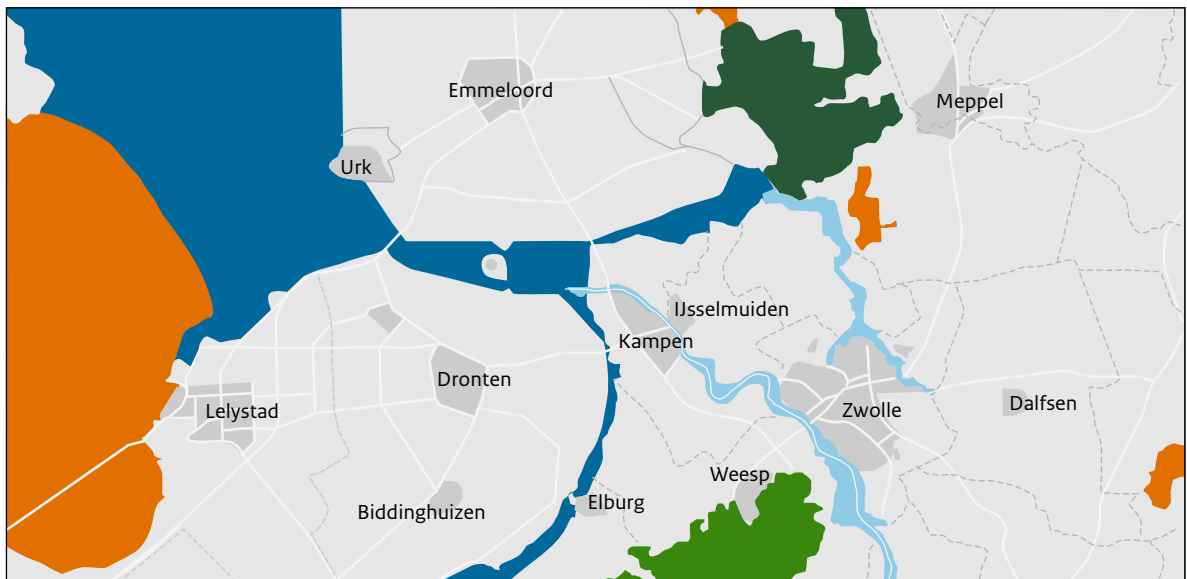 Emmeloord
Meppel
Urk
IJsselmuiden
Kampen
Dronten
Lelystad
Zwolle
Dalfsen
Weesp
Elburg
Biddinghuizen